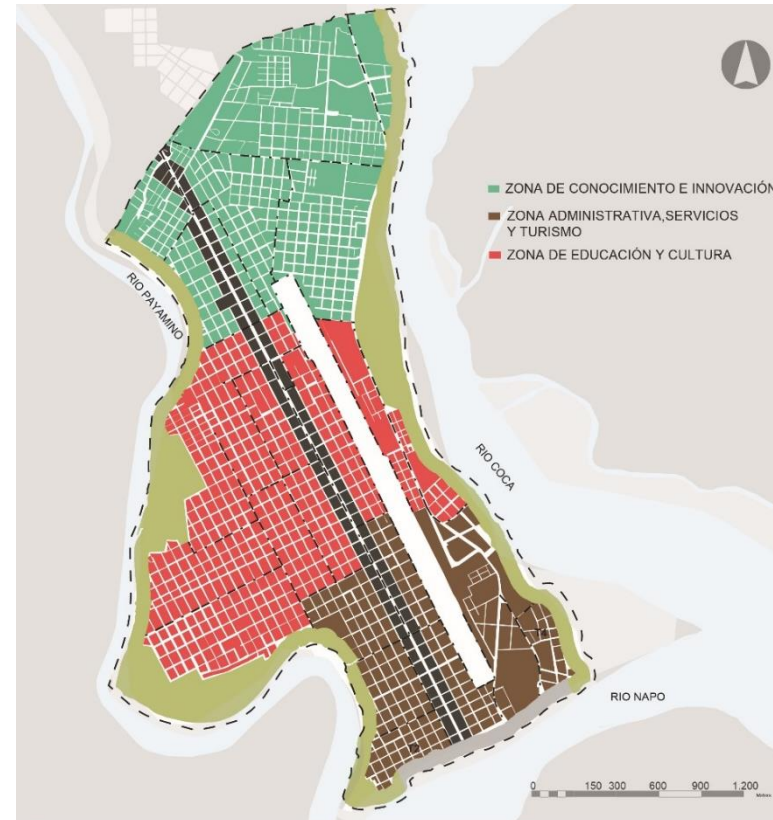 ZONA DE CONOCIMIENTO E INNOVACIÓN
ZONA ADMINISTRATIVA,SERVICIOS
Y TURISMO
ZONA DE EDUCACIÓN Y CULTURA
RIO PAYAMINO
RIO COCA
RIO NAPO
0 150 300 600 900 1.200